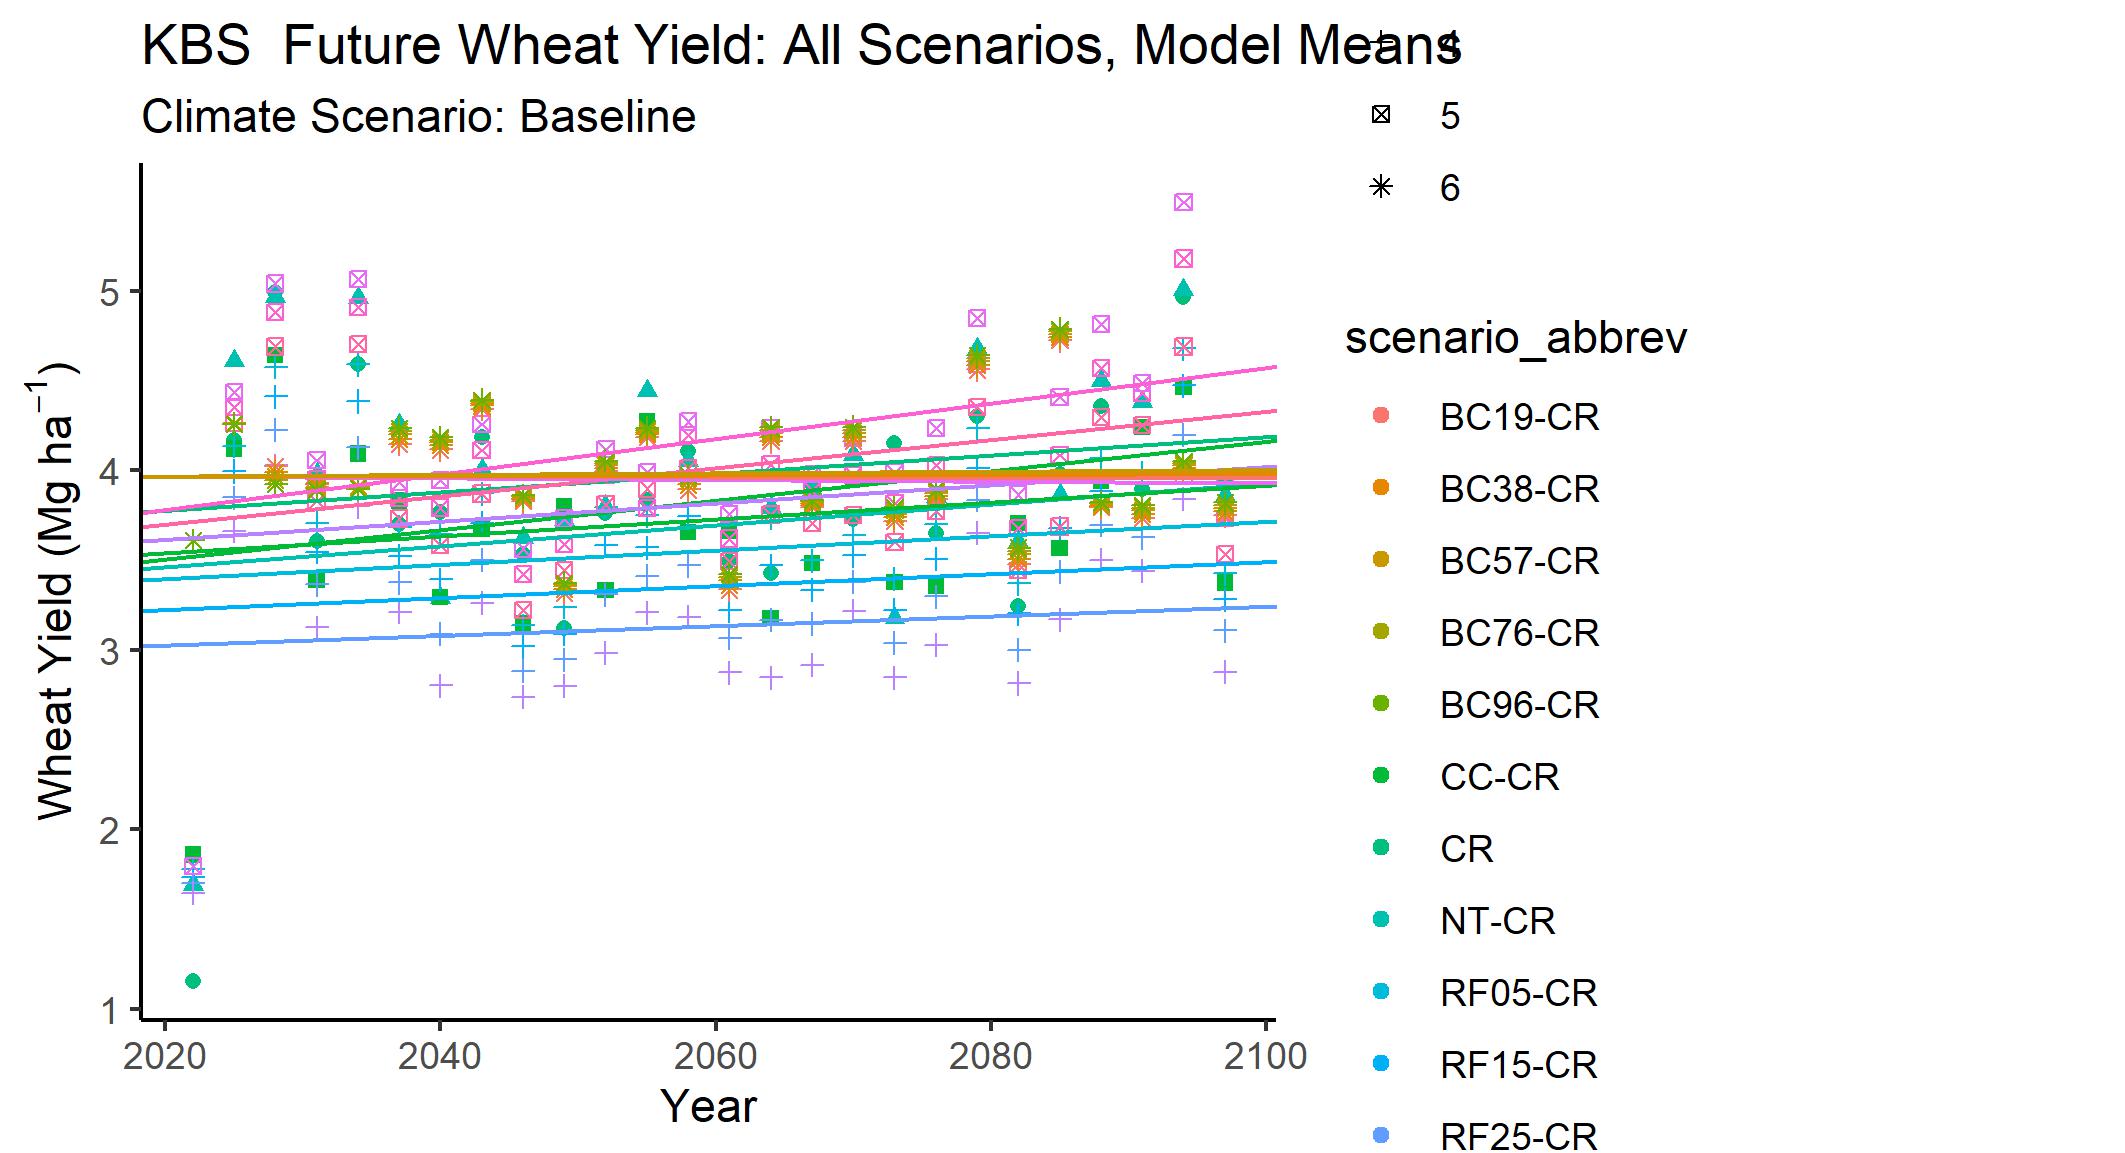 KBS  Future Wheat Yield: All Scenarios, Model Means
4
Climate Scenario: Baseline
5
6
scenario_abbrev
BC19-CR
BC38-CR
BC57-CR
BC76-CR
BC96-CR
CC-CR
CR
NT-CR
RF05-CR
RF15-CR
RF25-CR
Wheat Yield (Mg ha⁻¹)
5
4
3
2
1
2020 2040 2060 2080 2100
Year